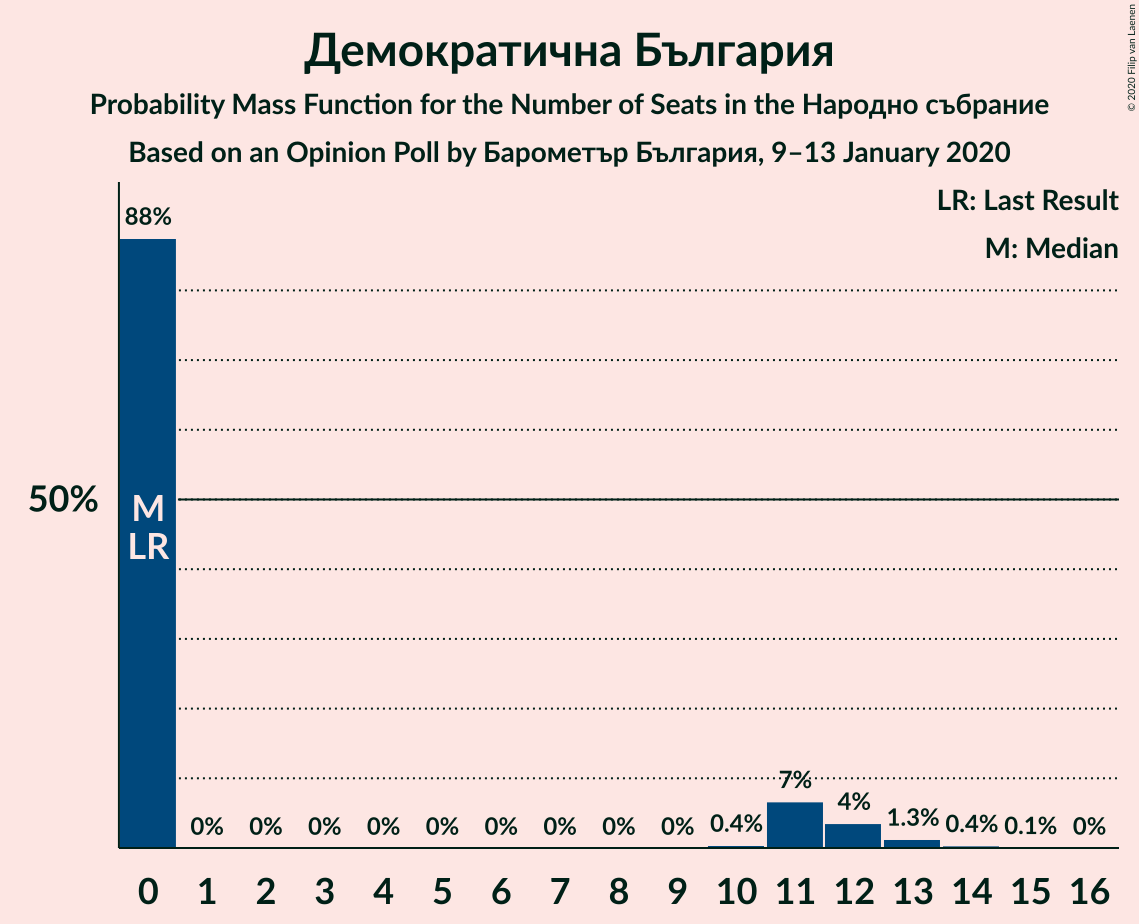 Демократична България
Probability Mass Function for the Number of Seats in the Народно събрание
Based on an Opinion Poll by Барометър България, 9–13 January 2020
© 2020 Filip van Laenen
LR: Last Result
M: Median
88%
50%
M
LR
0% 0% 0% 0% 0% 0% 0% 0% 0% 0.4% 7% 4% 1.3% 0.4% 0.1% 0%
0 1 2 3 4 5 6 7 8 9 10 11 12 13 14 15 16